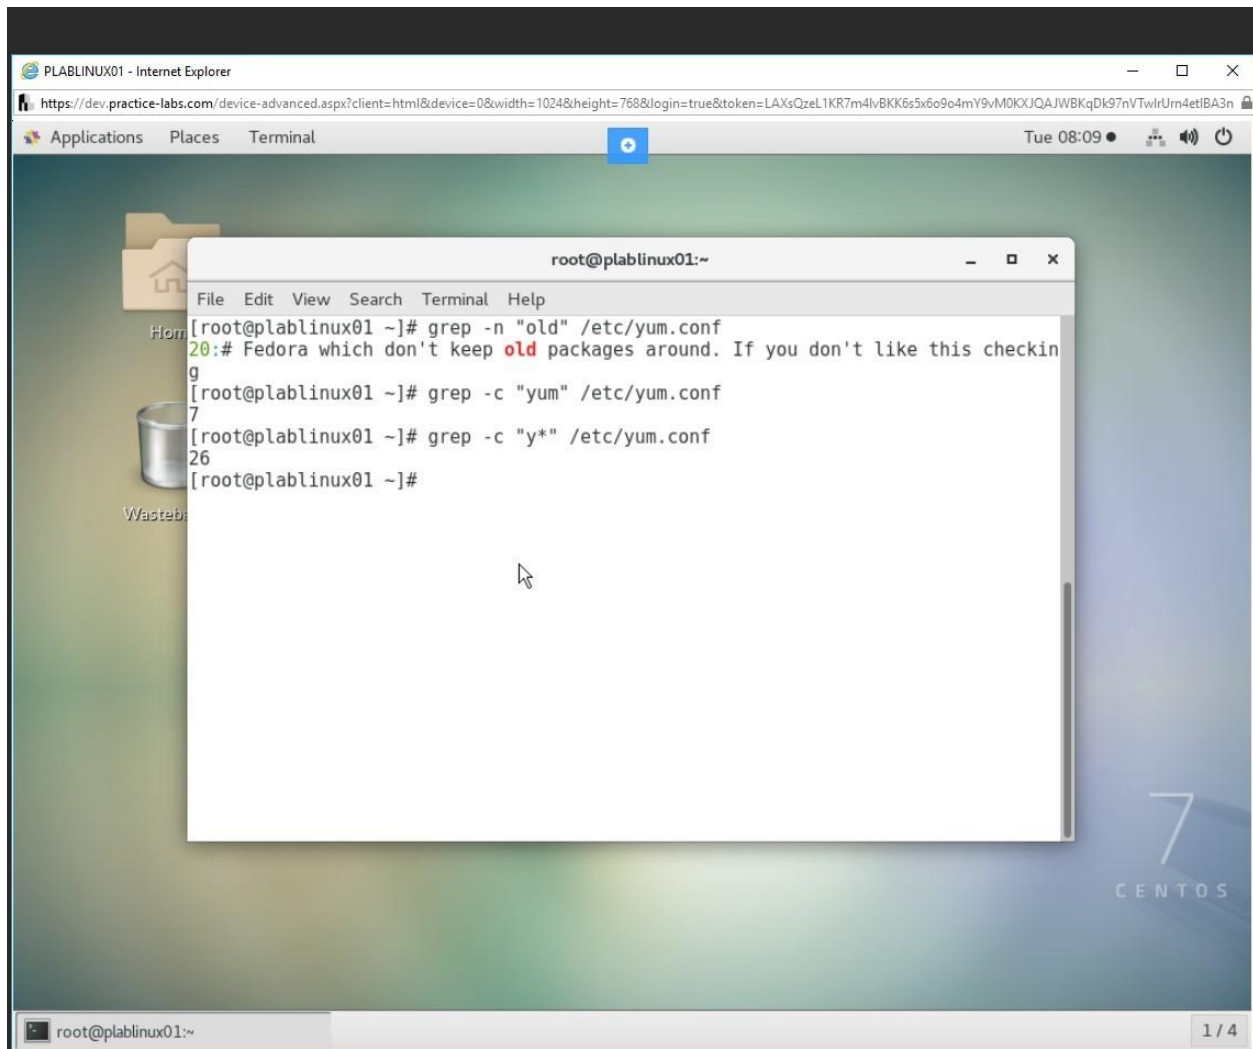 PLABLINUX01 - Internet Explorer
https://dev.practice-labs.com/device-advanced.aspx?client=html&device=0&width=1024&height=768&login=true&token=
Applications Places Terminal Tue 08:09
root@plablinux01:~
File Edit View Search Terminal Help
Home
[root@plablinux01 ~]# grep -n "old" /etc/yum.conf
20:# Fedora which don't keep old packages around. If you don't like this checkin
g
[root@plablinux01 ~]# grep -c "yum" /etc/yum.conf
7
[root@plablinux01 ~]# grep -c "y*" /etc/yum.conf
26
[root@plablinux01 ~]#
Wasteb
7
CENTOS
root@plablinux01:~ 1 / 4